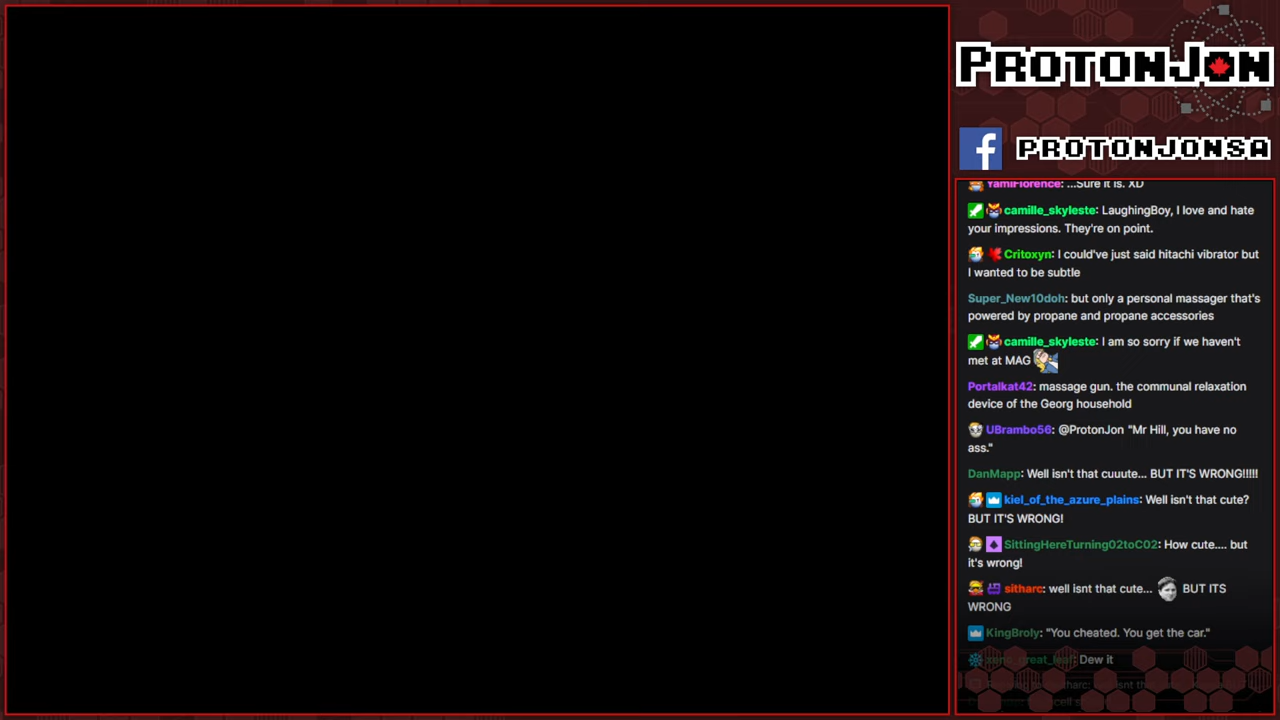 PROTONJON
PROTONJONSA
YamiFlorence: ...Sure it is. XD
camille_skyleste: LaughingBoy, I love and hate
your impressions. They're on point.
Critoxyn: I could've just said hitachi vibrator but
I wanted to be subtle
Super_New10doh: but only a personal massager that's
powered by propane and propane accessories
camille_skyleste: I am so sorry if we haven't
met at MAG
Portalkat42: massage gun. the communal relaxation
device of the Georg household
UBrambo56: @ProtonJon "Mr Hill, you have no
ass."
DanMapp: Well isn't that cuuute... BUT IT'S WRONG!!!!!
kiel_of_the_azure_plains: Well isn't that cute?
BUT IT'S WRONG!
SittingHereTurning02toC02: How cute.... but
it's wrong!
sitharc: well isnt that cute... BUT ITS
WRONG
KingBroly: "You cheated. You get the car."
great_leaf: Dew it